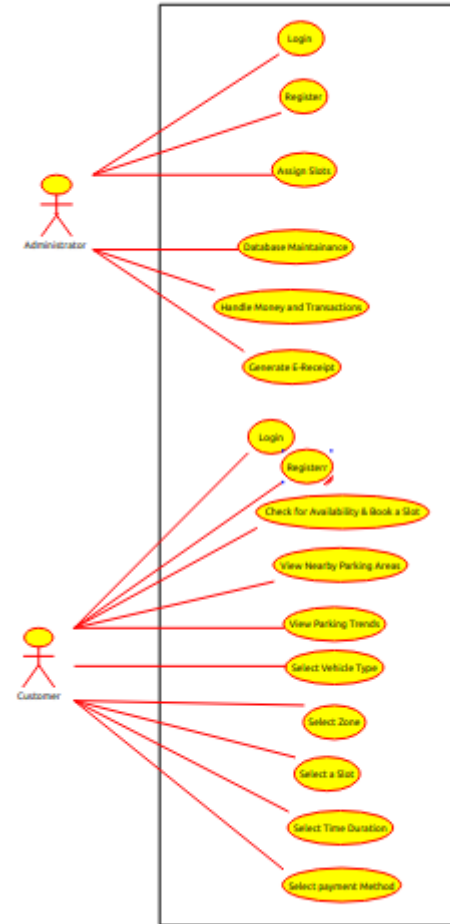 Login
Register
Assign Slots
Administrator
Database Maintainance
Handle Money and Transactions
Generate E-Receipt
Login
Registerr
Check for Availability & Book a Slot
View Nearby Parking Areas
View Parking Trends
Select Vehicle Type
Customer
Select Zone
Select a Slot
Select Time Duration
Select payment Method